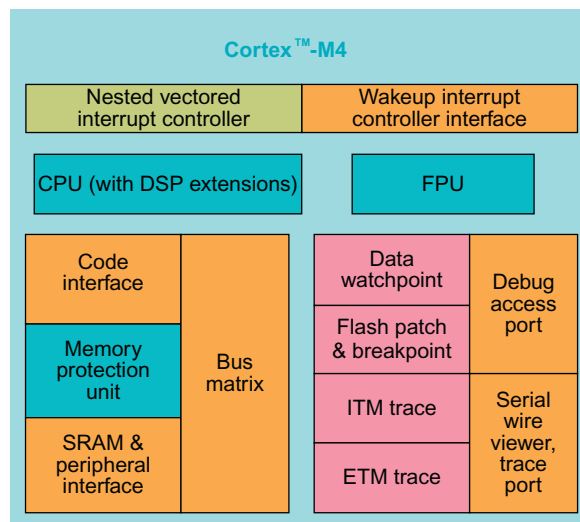 Cortex™-M4
Nested vectored
interrupt controller
Wakeup interrupt
controller interface
CPU (with DSP extensions)
FPU
Code
interface
Memory
protection
unit
SRAM &
peripheral
interface
Bus
matrix
Data
watchpoint
Flash patch
& breakpoint
ITM trace
ETM trace
Debug
access
port
Serial
wire
viewer,
trace
port